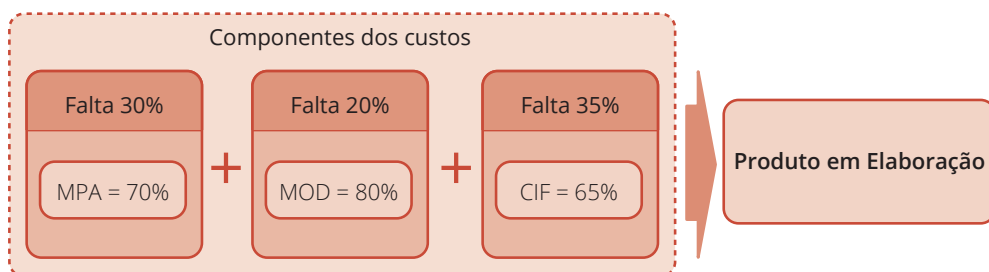 Componentes dos custos
Falta 30%
Falta 20%
Falta 35%
MPA = 70%
+
MOD = 80%
+
CIF = 65%
Produto em Elaboração